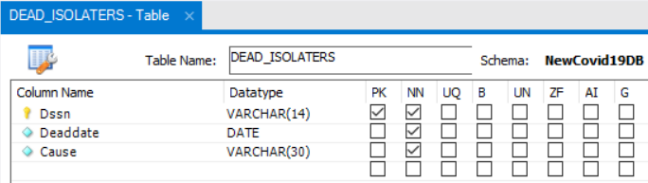 DEAD_ISOLATERS - Table ×
Table Name: DEAD_ISOLATERS Schema: NewCovid19DB
Column Name Datatype PK NN UQ B UN ZF AI G
Dssn VARCHAR(14)
Deaddate DATE
Cause VARCHAR(30)